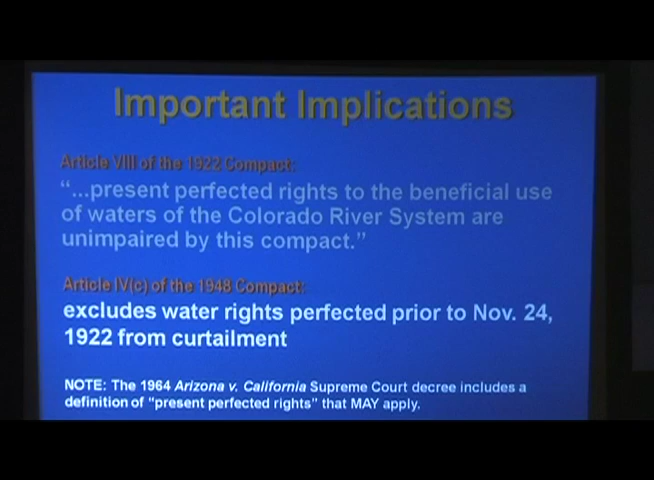 Important Implications
Article VIII of the 1922 Compact:
“...present perfected rights to the beneficial use
of waters of the Colorado River System are
unimpaired by this compact.”
Article IV(c) of the 1948 Compact:
excludes water rights perfected prior to Nov. 24,
1922 from curtailment
NOTE: The 1964 Arizona v. California Supreme Court decree includes a
definition of "present perfected rights" that MAY apply.